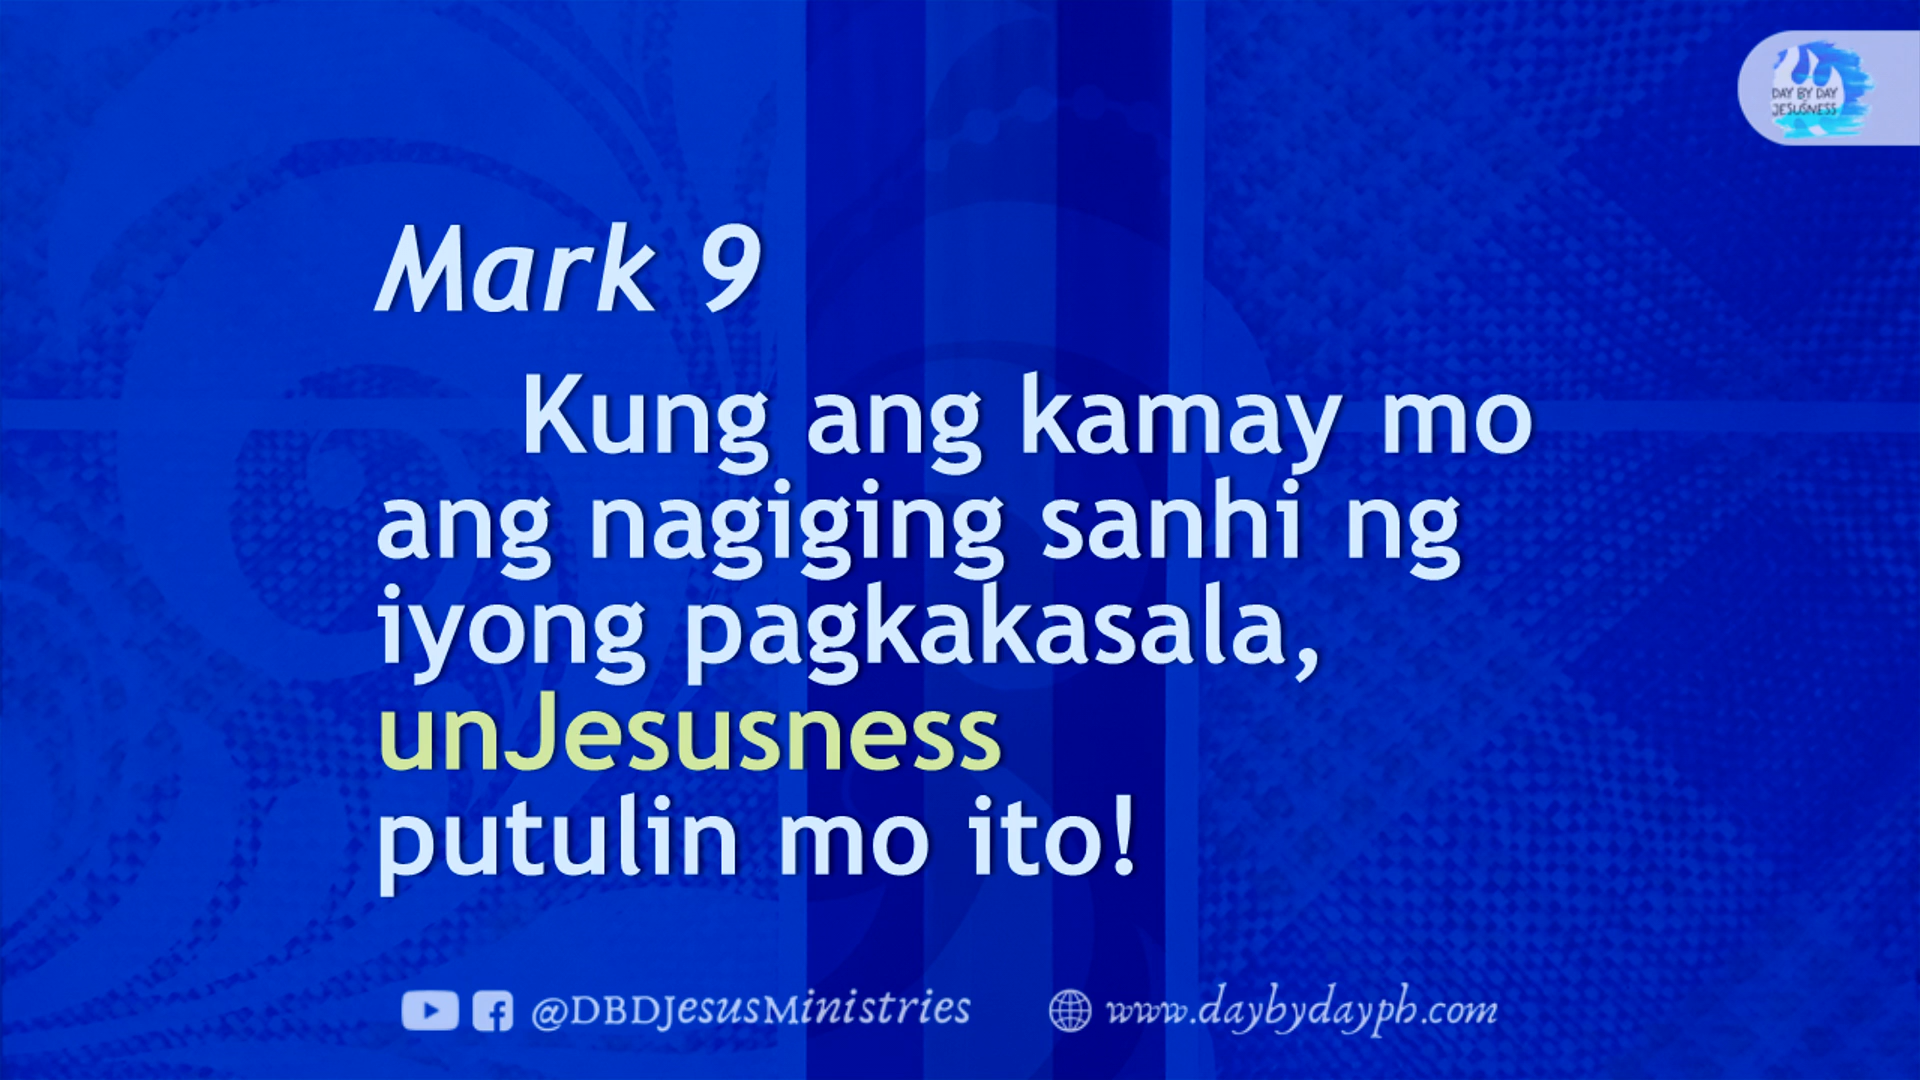 DAY BY DAY
JESUSNESS
Mark 9
Kung ang kamay mo
ang nagiging sanhi ng
iyong pagkakasala,
unJesusness
putulin mo ito!
@DBDJesusMinistries www.daybydayph.com